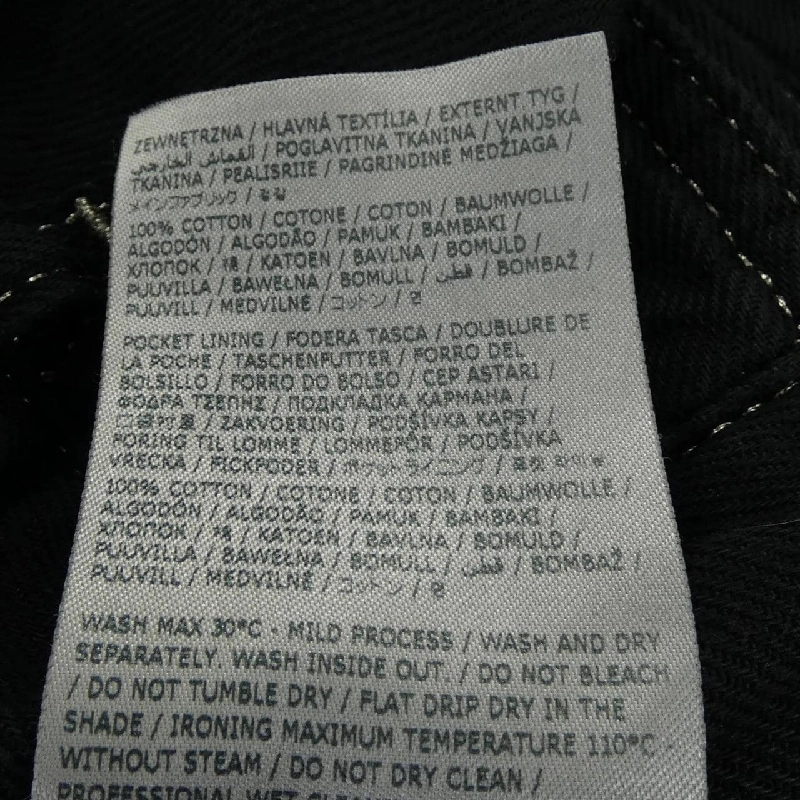 ZEWNĘTRZNA / HLAVNÁ TEXTÍLIA / EXTERNT TYG /
القماش الخارجي / POGLAVITNA TKANINA / VANJSKA
TKANINA / PEALISRIIE / PAGRINDINĖ MEDŽIAGA /
メインファブリック / 겉감
100% COTTON / COTONE / COTON / BAUMWOLLE /
ALGODÓN / ALGODÃO / PAMUK / BAMBAKI /
ХЛОПОК / 棉 / KATOEN / BAVLNA / BOMULD /
PUUVILLA / BAWEŁNA / BOMULL / قطن / BOMBAŽ /
PUUVILL / MEDVILNĖ / コットン / 면
POCKET LINING / FODERA TASCA / DOUBLURE DE
LA POCHE / TASCHENFUTTER / FORRO DEL
BOLSILLO / FORRO DO BOLSO / CEP ASTARI /
ΦΟΔΡΑ ΤΣΕΠΗΣ / ПОДКЛАДКА КАРМАНА /
/ ZAKVOERING / PODŠÍVKA KAPSY /
FORING TIL LOMME / LOMMEFÔR / PODŠÍVKA
VRECKA / FICKFODER / ポケットライニング /
100% COTTON / COTONE / COTON / BAUMWOLLE /
ALGODÓN / ALGODÃO / PAMUK / BAMBAKI /
ХЛОПОК / 棉 / KATOEN / BAVLNA / BOMULD /
PUUVILLA / BAWEŁNA / BOMULL / قطن / BOMBAŽ /
PUUVILL / MEDVILNĖ / コットン / 면
WASH MAX 30°C - MILD PROCESS / WASH AND DRY
SEPARATELY. WASH INSIDE OUT. / DO NOT BLEACH
/ DO NOT TUMBLE DRY / FLAT DRIP DRY IN THE
SHADE / IRONING MAXIMUM TEMPERATURE 110°C -
WITHOUT STEAM / DO NOT DRY CLEAN /
PROFESSIONAL WET CLEAN